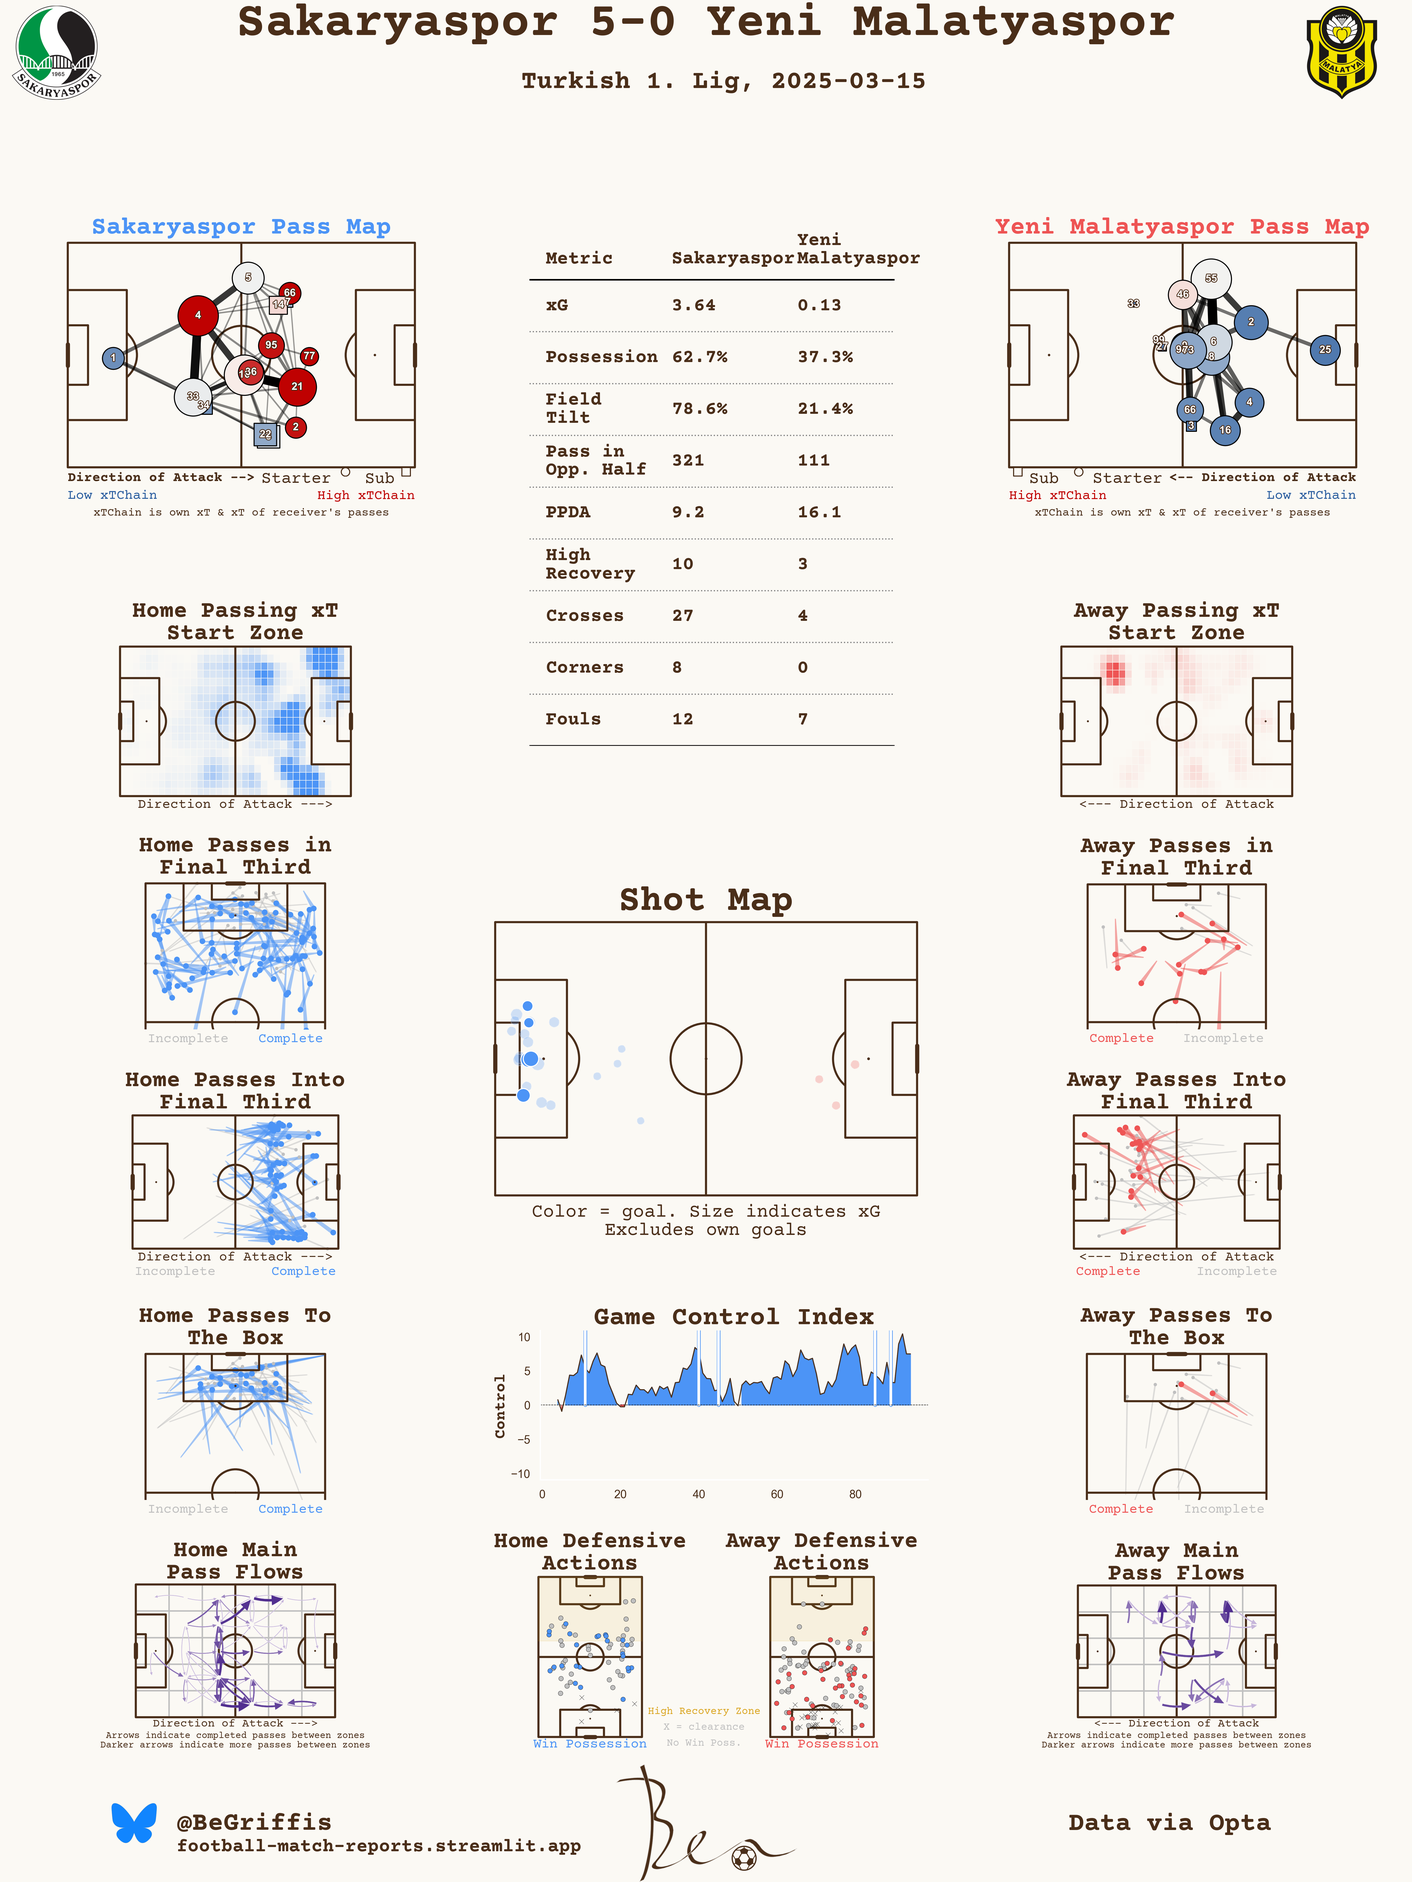 Sakaryaspor 5-0 Yeni Malatyaspor
Turkish 1. Lig, 2025-03-15
1965
SAKARYASPOR
MALATYA
Sakaryaspor Pass Map
5
66
14
7
4
95
77
1
36
21
33
34
2
22
Direction of Attack --> Starter Sub
Low xTChain High xTChain
xTChain is own xT & xT of receiver's passes
Metric Sakaryaspor Yeni Malatyaspor
xG 3.64 0.13
Possession 62.7% 37.3%
Field Tilt 78.6% 21.4%
Pass in Opp. Half 321 111
PPDA 9.2 16.1
High Recovery 10 3
Crosses 27 4
Corners 8 0
Fouls 12 7
Yeni Malatyaspor Pass Map
55
46
33
2
6
8
25
66
4
3
16
Sub Starter <-- Direction of Attack
High xTChain Low xTChain
xTChain is own xT & xT of receiver's passes
Home Passing xT
Start Zone
Direction of Attack --->
Away Passing xT
Start Zone
<--- Direction of Attack
Home Passes in
Final Third
Incomplete Complete
Away Passes in
Final Third
Complete Incomplete
Shot Map
Color = goal. Size indicates xG
Excludes own goals
Home Passes Into
Final Third
Direction of Attack --->
Incomplete Complete
Away Passes Into
Final Third
<--- Direction of Attack
Complete Incomplete
Home Passes To
The Box
Incomplete Complete
Game Control Index
Control
10
5
0
−5
−10
0 20 40 60 80
Away Passes To
The Box
Complete Incomplete
Home Main
Pass Flows
Direction of Attack --->
Arrows indicate completed passes between zones
Darker arrows indicate more passes between zones
Home Defensive
Actions
Win Possession
High Recovery Zone
X = clearance
No Win Poss.
Away Defensive
Actions
Win Possession
Away Main
Pass Flows
<--- Direction of Attack
Arrows indicate completed passes between zones
Darker arrows indicate more passes between zones
@BeGriffis
football-match-reports.streamlit.app
Ben
Data via Opta